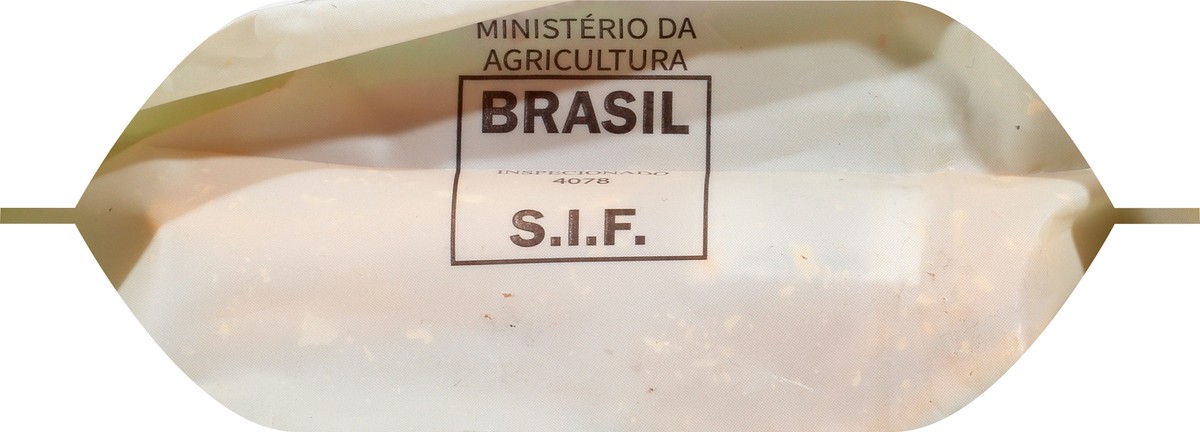 MINISTÉRIO DA
AGRICULTURA
BRASIL
INSPECIONADO
4078
S.I.F.